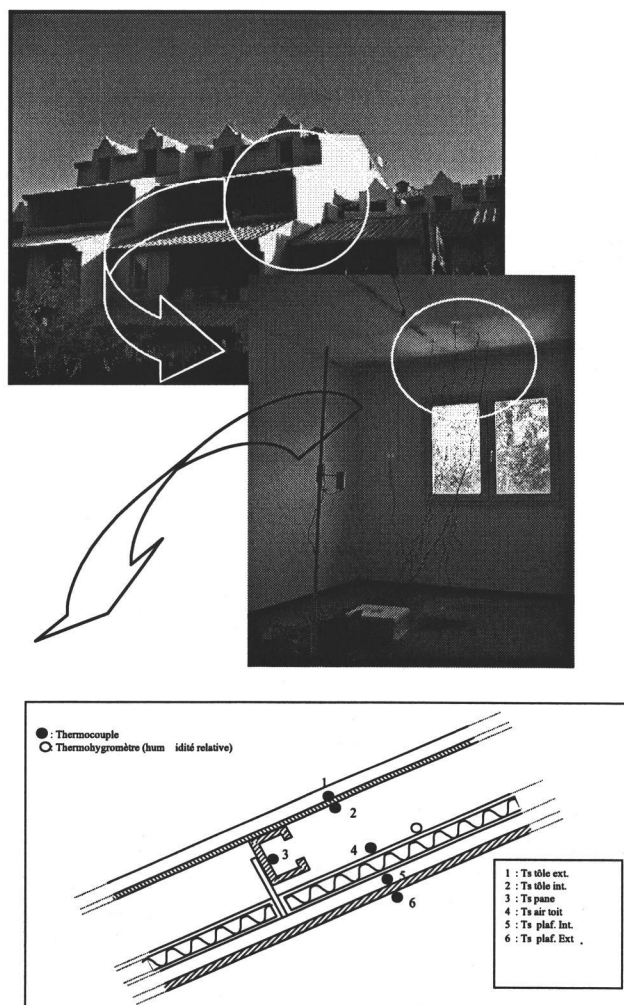 : Thermocouple
: Thermohygromètre (hum idité relative)
1
2
3
4
5
6
1 : Ts tôle ext.
2 : Ts tôle int.
3 : Ts pane
4 : Ts air toit
5 : Ts plaf. Int.
6 : Ts plaf. Ext .